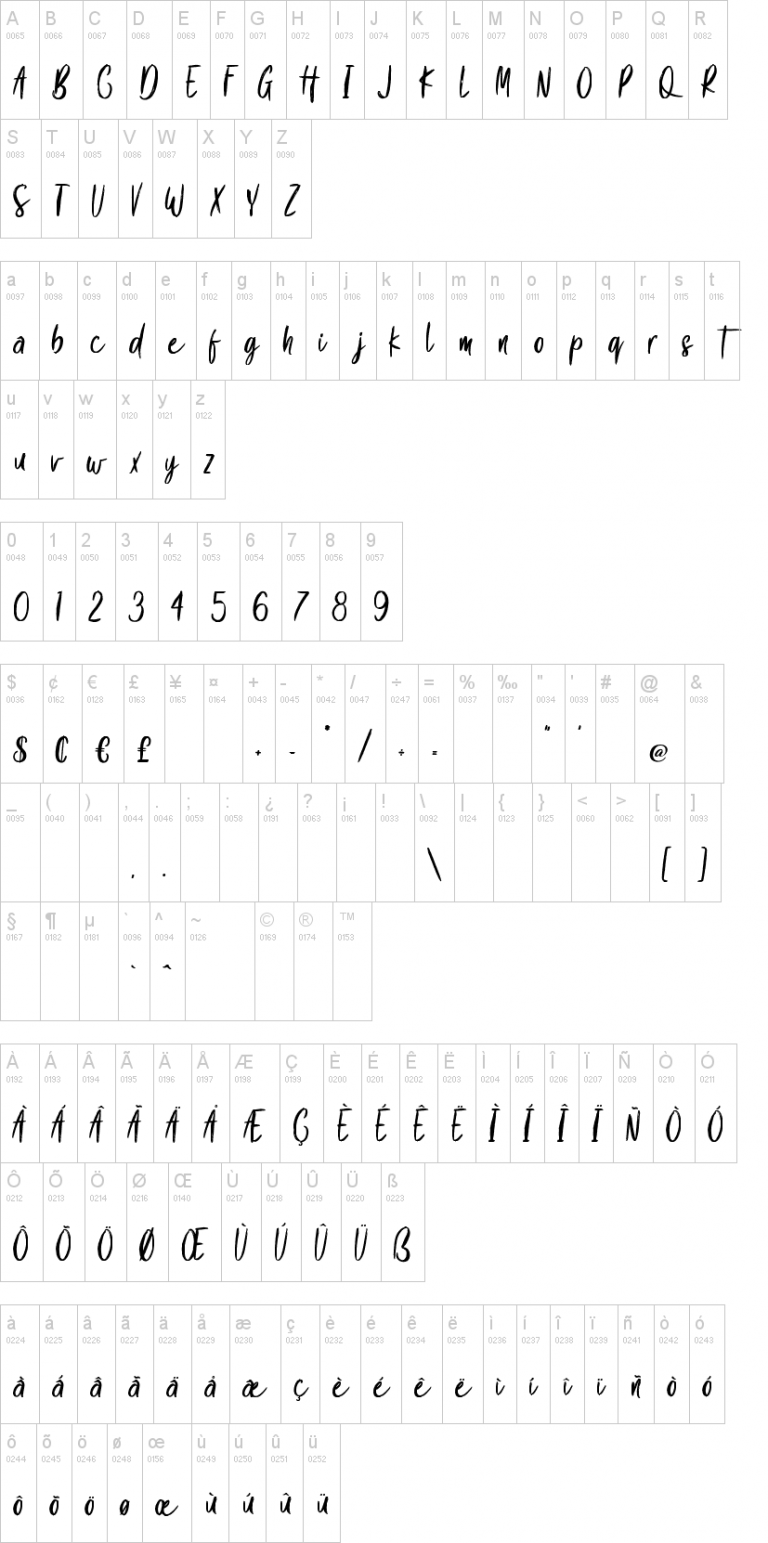 A B C D E F G H I J K L M N O P Q R
0065 0066 0067 0068 0069 0070 0071 0072 0073 0074 0075 0076 0077 0078 0079 0080 0081 0082
A B C D E F G H I J K L M N O P Q R
S T U V W X Y Z
0083 0084 0085 0086 0087 0088 0089 0090
S T U V W X Y Z
a b c d e f g h i j k l m n o p q r s t
0097 0098 0099 0100 0101 0102 0103 0104 0105 0106 0107 0108 0109 0110 0111 0112 0113 0114 0115 0116
a b c d e f g h i j k l m n o p q r s t
u v w x y z
0117 0118 0119 0120 0121 0122
u v w x y z
0 1 2 3 4 5 6 7 8 9
0048 0049 0050 0051 0052 0053 0054 0055 0056 0057
0 1 2 3 4 5 6 7 8 9
$ ¢ € £ ¥ ¤ + - * / ÷ = % ‰ " ' # @ &
0036 0162 0128 0163 0165 0164 0043 0045 0042 0047 0247 0061 0037 0137 0034 0039 0035 0064 0038
$ ¢ € £ + - * / ÷ = " ' @
_ ( ) , . ; : ¿ ? ¡ ! \ | { } < > [ ]
0095 0040 0041 0044 0046 0059 0058 0191 0063 0161 0033 0092 0124 0123 0125 0060 0062 0091 0093
, . \ [ ]
§ ¶ µ ` ^ ~ © ® ™
0167 0182 0181 0096 0094 0126 0169 0174 0153
` ^
À Á Â Ã Ä Å Æ Ç È É Ê Ë Ì Í Î Ï Ñ Ò Ó
0192 0193 0194 0195 0196 0197 0198 0199 0200 0201 0202 0203 0204 0205 0206 0207 0209 0210 0211
À Á Â Ã Ä Å Æ Ç È É Ê Ë Ì Í Î Ï Ñ Ò Ó
Ô Õ Ö Ø Œ Ù Ú Û Ü ß
0212 0213 0214 0216 0140 0217 0218 0219 0220 0223
Ô Õ Ö Ø Œ Ù Ú Û Ü ß
à á â ã ä å æ ç è é ê ë ì í î ï ñ ò ó
0224 0225 0226 0227 0228 0229 0230 0231 0232 0233 0234 0235 0236 0237 0238 0239 0241 0242 0243
à á â ã ä å æ ç è é ê ë ì í î ï ñ ò ó
ô õ ö ø œ ù ú û ü
0244 0245 0246 0248 0156 0249 0250 0251 0252
ô õ ö ø œ ù ú û ü